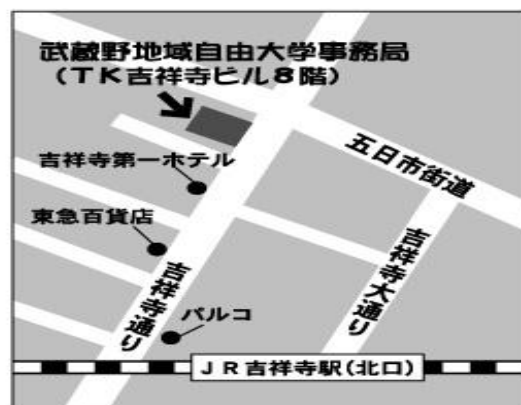 武蔵野地域自由大学事務局
(TK吉祥寺ビル8階)
五日市街道
吉祥寺第一ホテル
東急百貨店
吉祥寺大通り
吉祥寺通り
パルコ
JR吉祥寺駅(北口)